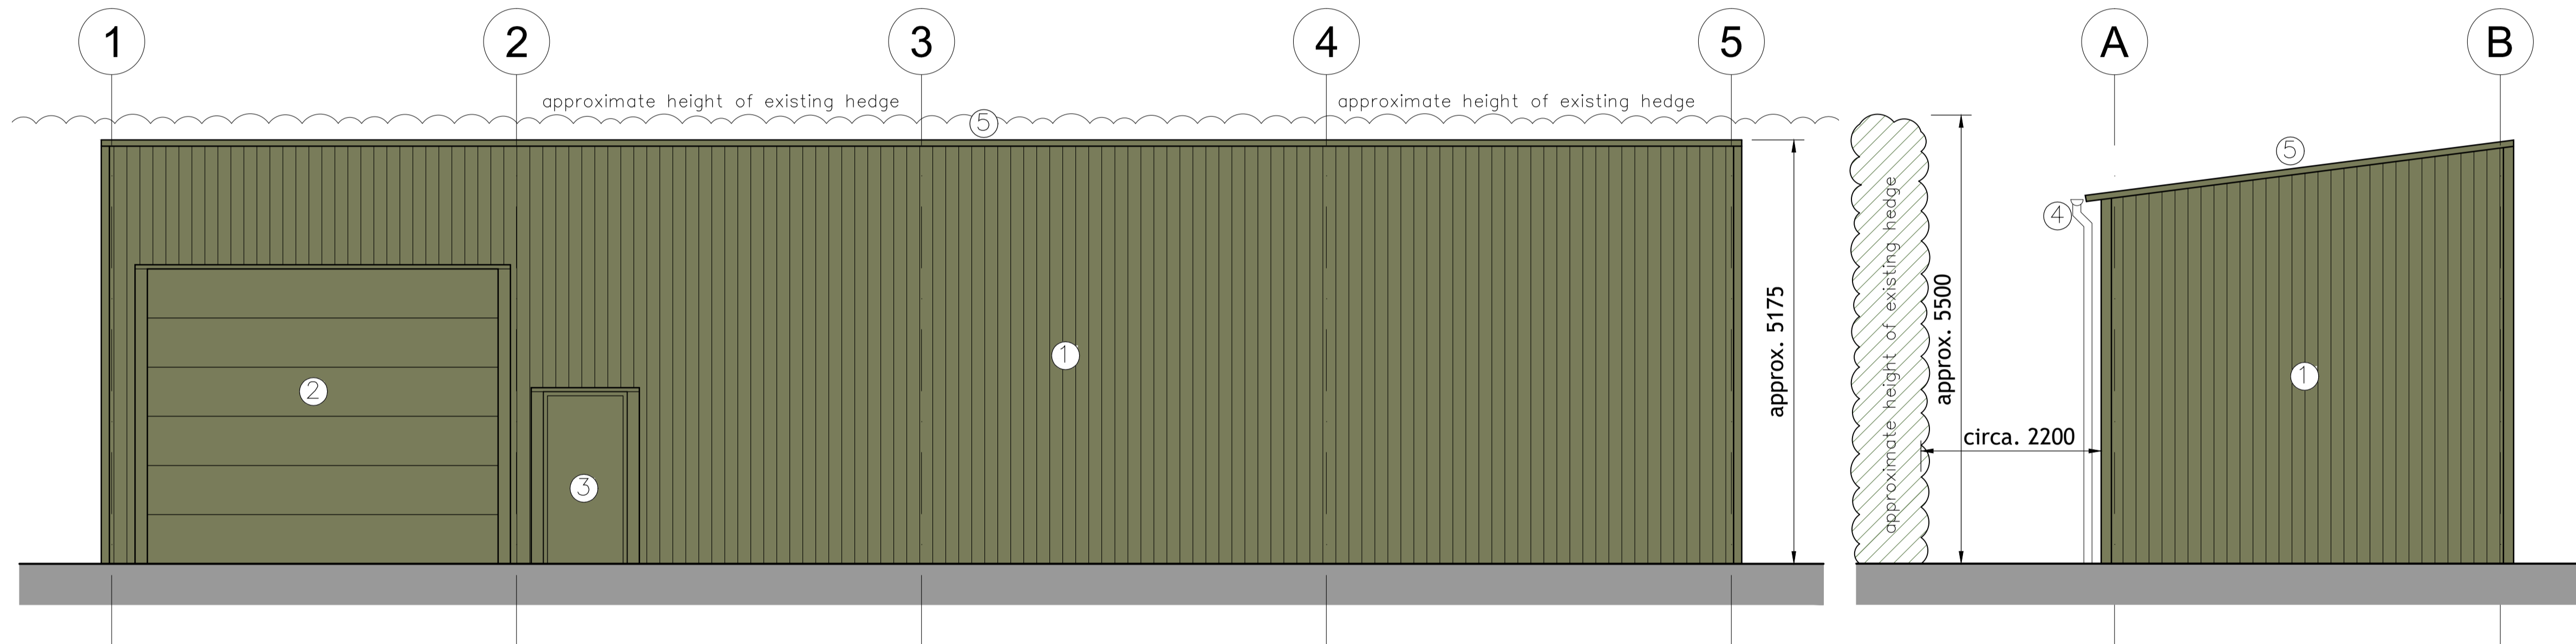 1 2 3 4 5 A B
approximate height of existing hedge approximate height of existing hedge
5
5
4
approx. 5175
approximate height of existing hedge
approx. 5500
1
1
2
circa. 2200
3